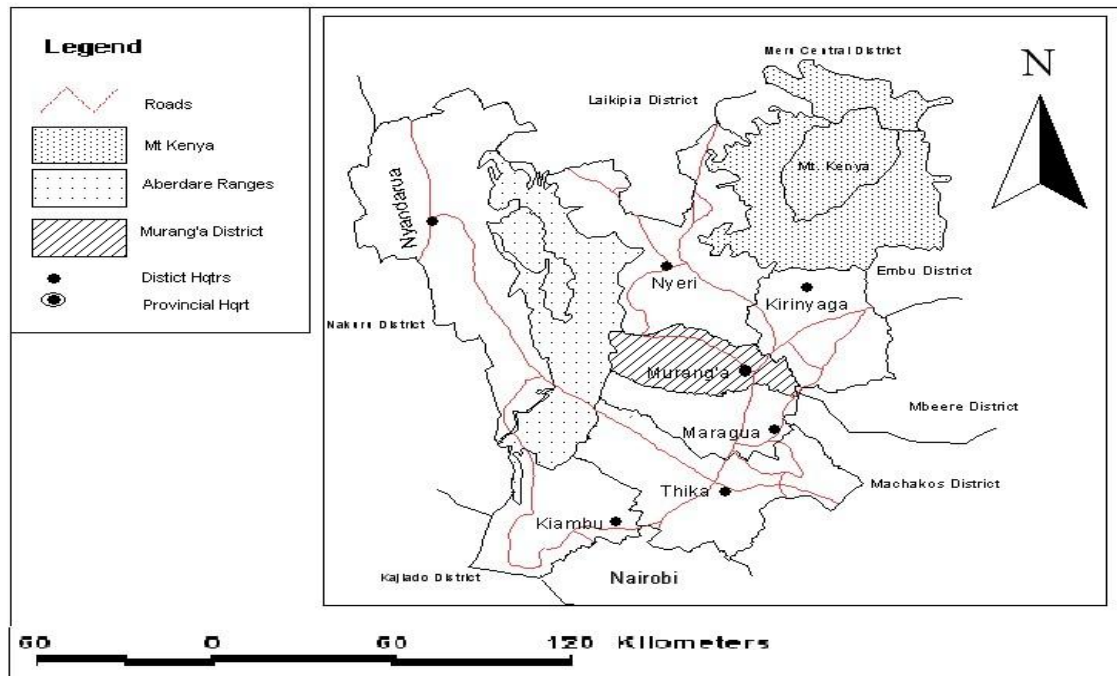 Legend
Roads
Mt Kenya
Aberdare Ranges
Murang'a District
Distict Hqtrs
Provincial Hqrt
Meru Central District
Laikipia District
N
Mt. Kenya
Nyandarua
Nyeri
Embu District
Kirinyaga
Nakuru District
Murang'a
Mbeere District
Maragua
Machakos District
Thika
Kiambu
Kajiado District
Nairobi
60 0 60 120 Kilometers